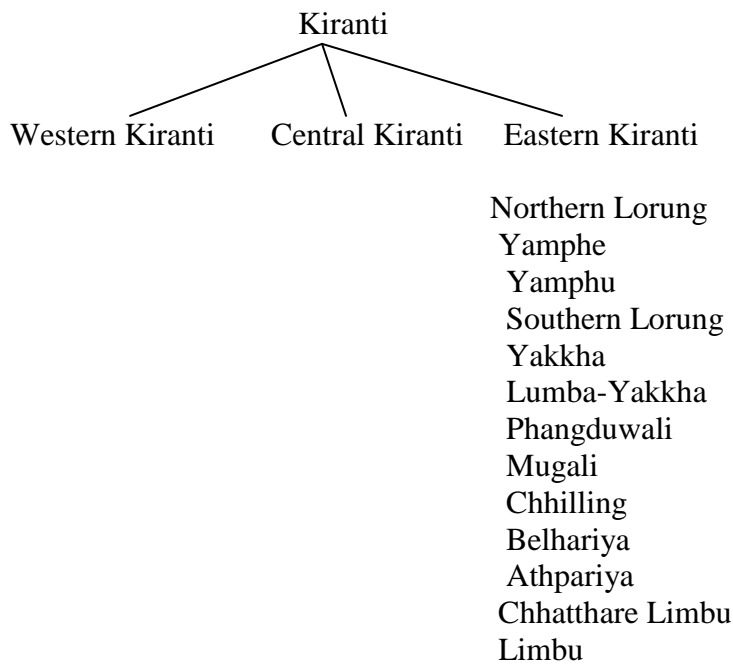 Kiranti
Western Kiranti Central Kiranti Eastern Kiranti
Northern Lorung
Yamphe
Yamphu
Southern Lorung
Yakkha
Lumba-Yakkha
Phangduwali
Mugali
Chhilling
Belhariya
Athpariya
Chhatthare Limbu
Limbu